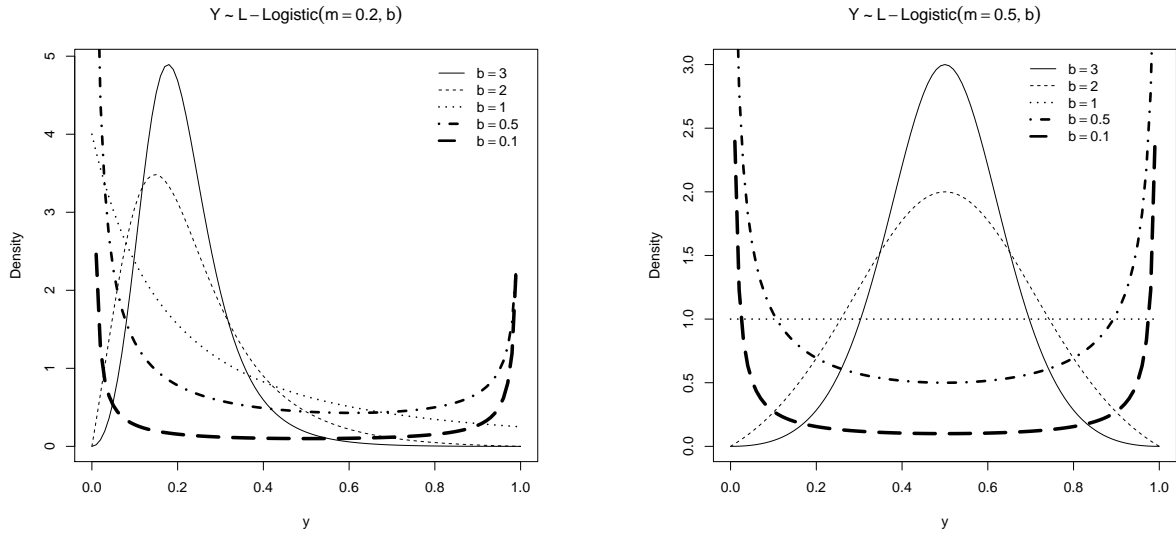 Y ~ L−Logistic(m = 0.2, b)
Density
5
4
3
2
1
0
b = 3
b = 2
b = 1
b = 0.5
b = 0.1
0.0 0.2 0.4 0.6 0.8 1.0
y
Y ~ L−Logistic(m = 0.5, b)
Density
3.0
2.5
2.0
1.5
1.0
0.5
0.0
b = 3
b = 2
b = 1
b = 0.5
b = 0.1
0.0 0.2 0.4 0.6 0.8 1.0
y